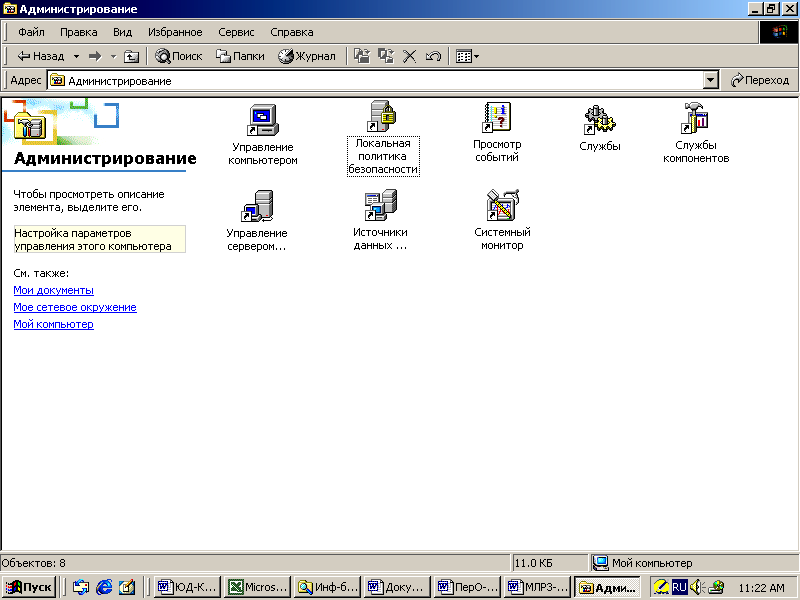 Администрирование
Файл Правка Вид Избранное Сервис Справка
Назад Поиск Папки Журнал
Адрес Администрирование Переход
Администрирование
Чтобы просмотреть описание
элемента, выделите его.
Настройка параметров
управления этого компьютера
См. также:
Мои документы
Мое сетевое окружение
Мой компьютер
Управление
компьютером
Локальная
политика
безопасности
Просмотр
событий
Службы
Службы
компонентов
Управление
сервером...
Источники
данных ...
Системный
монитор
Объектов: 8 11.0 КБ Мой компьютер
Пуск ЮД-К... Micros... Инф-б... Доку... ПерО-... МЛРЗ-... Адми... RU 11:22 AM